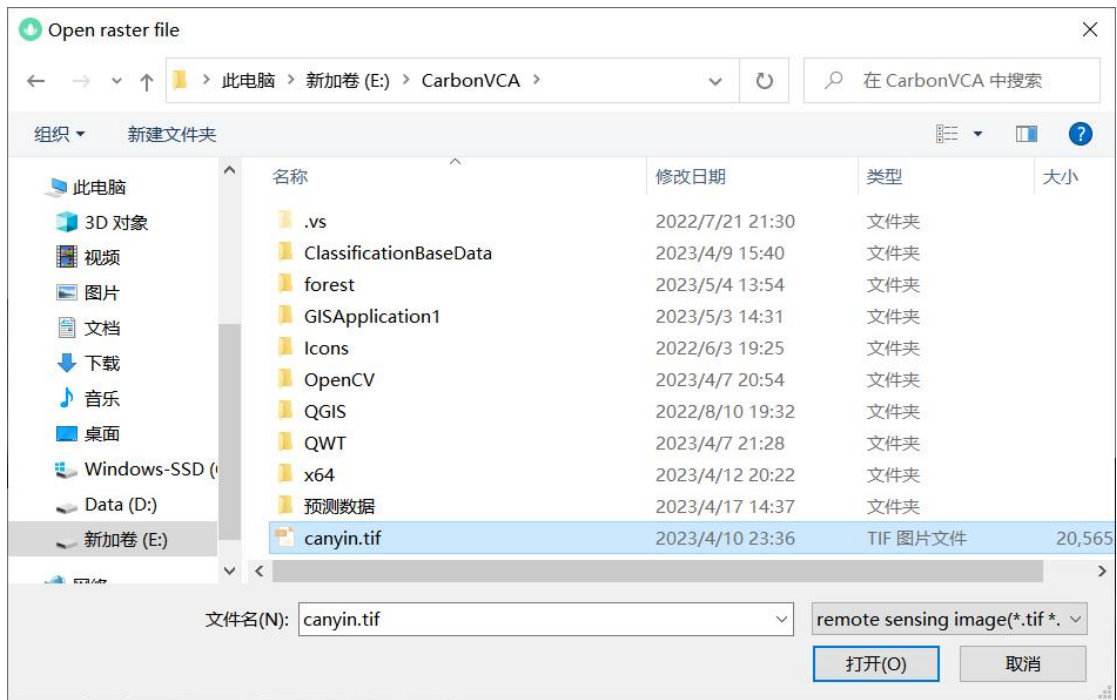 Open raster file
此电脑 > 新加卷 (E:) > CarbonVCA >
在 CarbonVCA 中搜索
组织 新建文件夹
名称 修改日期 类型 大小
此电脑
3D 对象
视频
图片
文档
下载
音乐
桌面
Windows-SSD (
Data (D:)
新加卷 (E:)
网络
.vs 2022/7/21 21:30 文件夹
ClassificationBaseData 2023/4/9 15:40 文件夹
forest 2023/5/4 13:54 文件夹
GISApplication1 2023/5/3 14:31 文件夹
Icons 2022/6/3 19:25 文件夹
OpenCV 2023/4/7 20:54 文件夹
QGIS 2022/8/10 19:32 文件夹
QWT 2023/4/7 21:28 文件夹
x64 2023/4/12 20:22 文件夹
预测数据 2023/4/17 14:37 文件夹
canyin.tif 2023/4/10 23:36 TIF 图片文件 20,565
文件名(N): canyin.tif remote sensing image(*.tif *.
打开(O) 取消